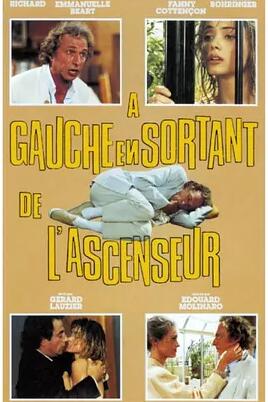 RICHARD EMMANUELLE BEART FANNY COTTENÇON BOHRINGER
A
GAUCHE EN SORTANT
DE
L'ASCENSEUR
GERARD LAUZIER
EDOUARD MOLINARO